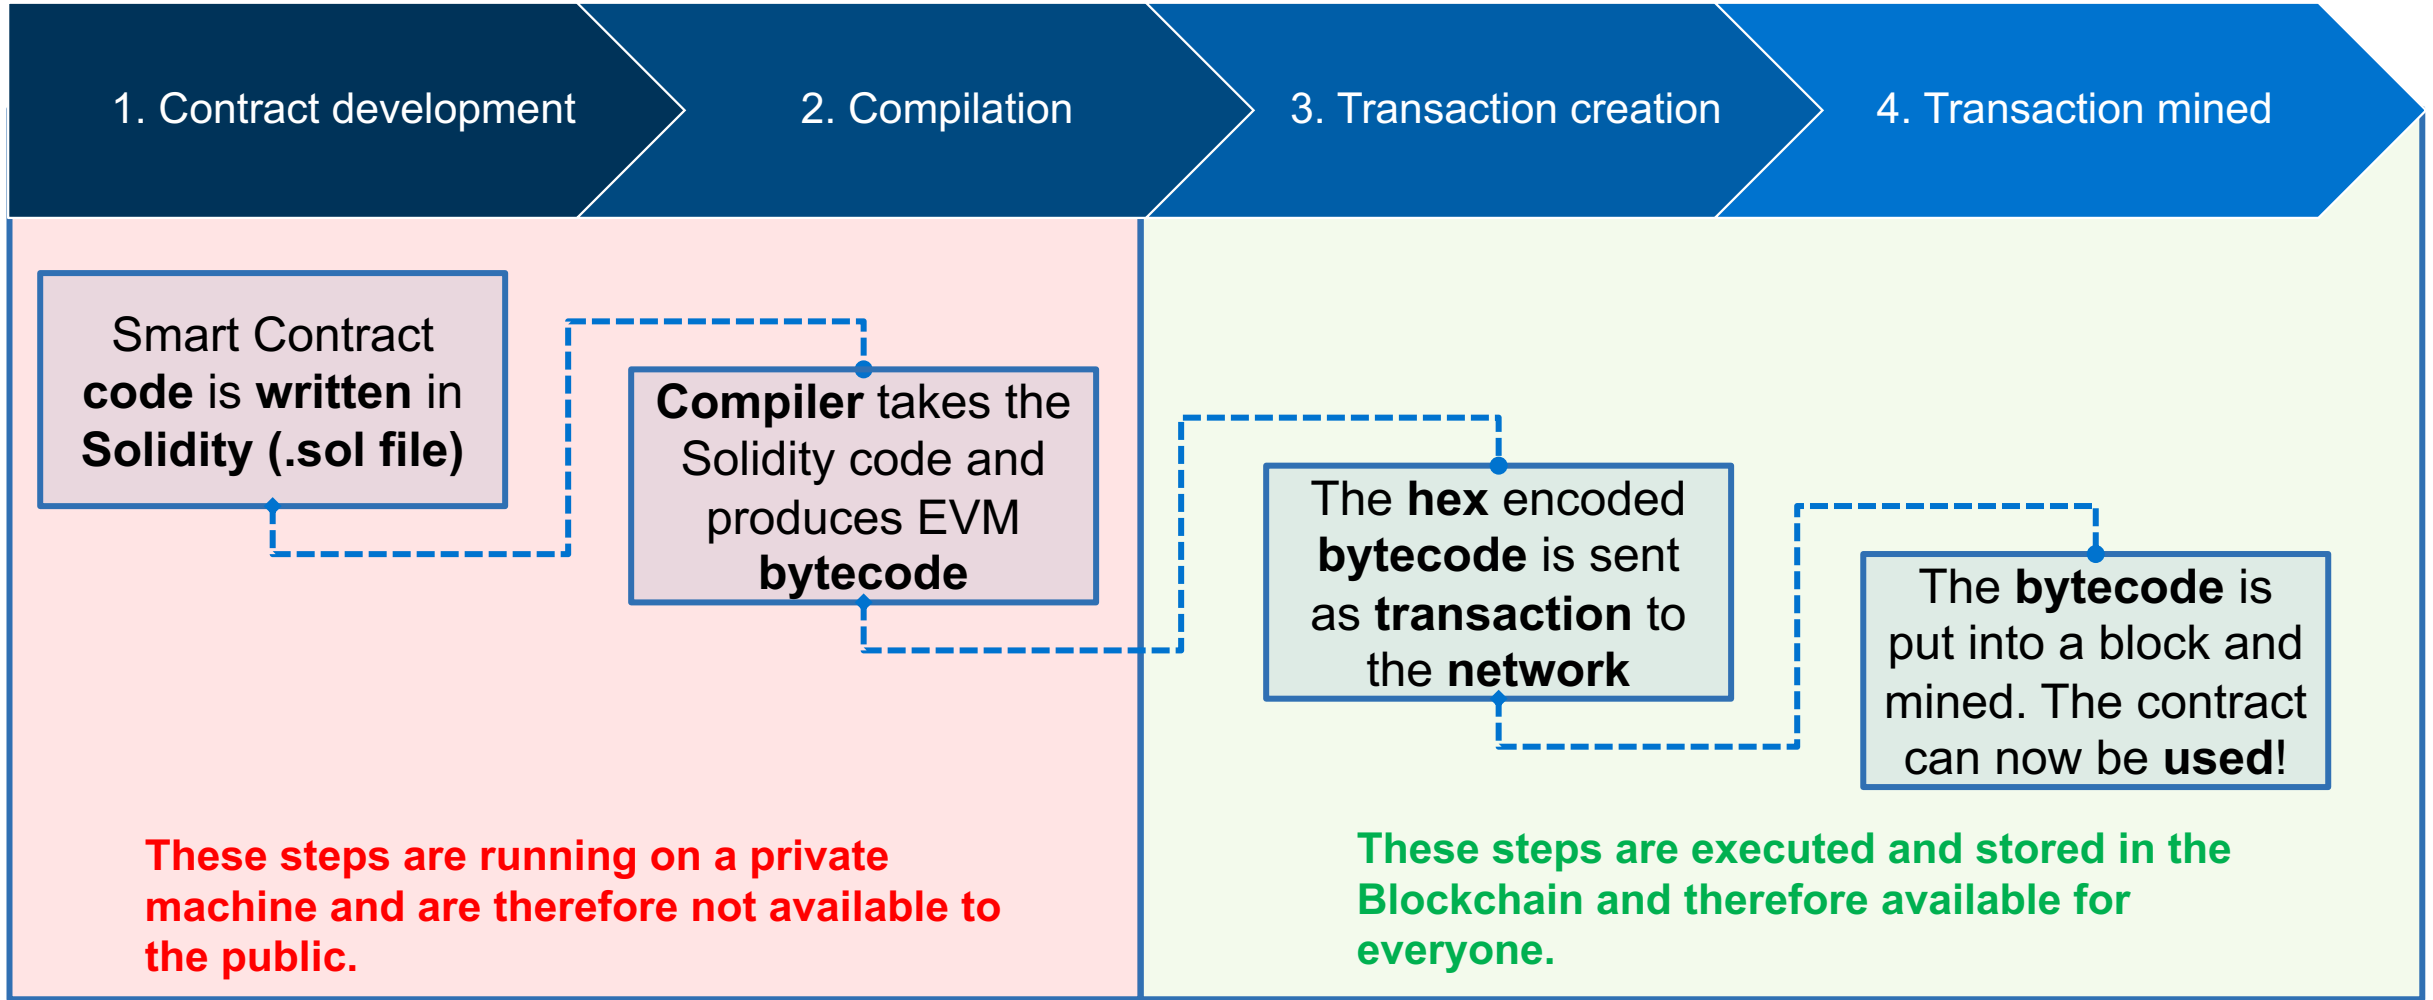 1. Contract development
2. Compilation
3. Transaction creation
4. Transaction mined
Smart Contract
code is written in
Solidity (.sol file)
Compiler takes the
Solidity code and
produces EVM
bytecode
The hex encoded
bytecode is sent
as transaction to
the network
The bytecode is
put into a block and
mined. The contract
can now be used!
These steps are running on a private
machine and are therefore not available to
the public.
These steps are executed and stored in the
Blockchain and therefore available for
everyone.